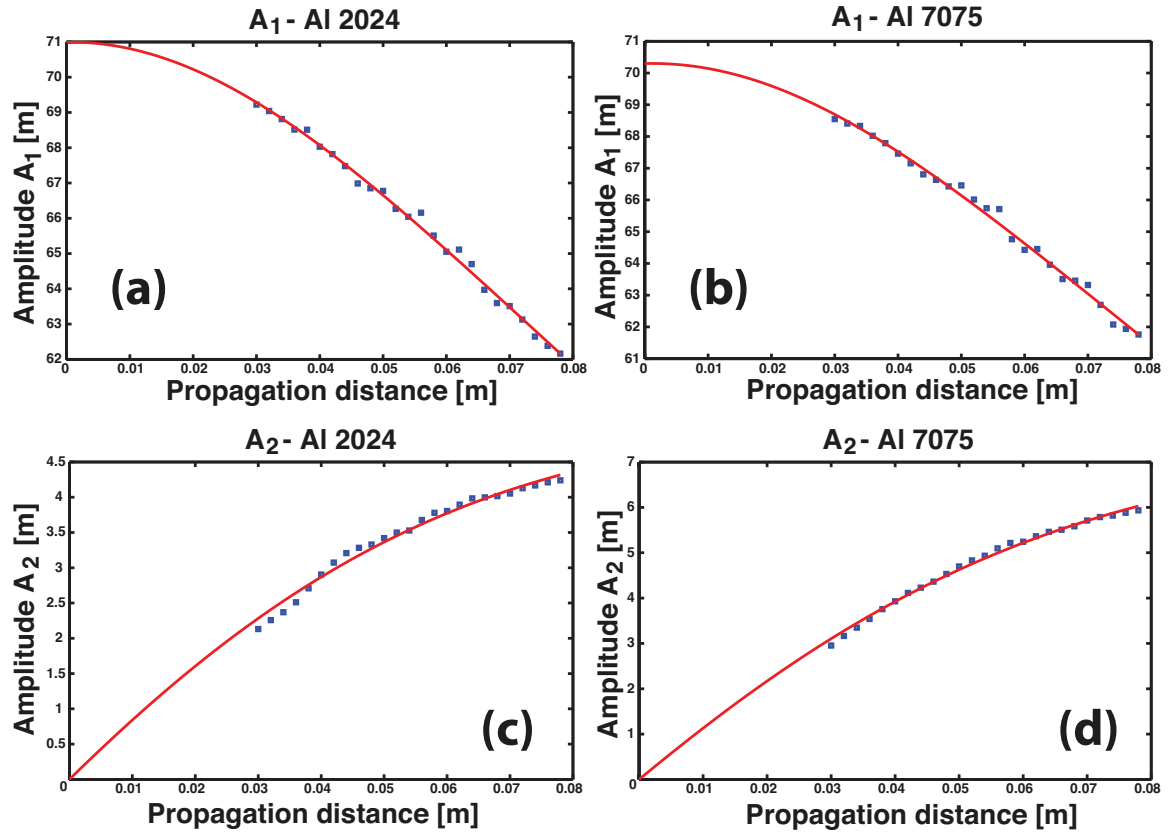 A1 - Al 2024
Amplitude A1 [m]
71
70
69
68
67
66
65
64
63
62
(a)
0 0.01 0.02 0.03 0.04 0.05 0.06 0.07 0.08
Propagation distance [m]
A1 - Al 7075
Amplitude A1 [m]
71
70
69
68
67
66
65
64
63
62
61
(b)
0 0.01 0.02 0.03 0.04 0.05 0.06 0.07 0.08
Propagation distance [m]
A2 - Al 2024
Amplitude A2 [m]
4.5
4
3.5
3
2.5
2
1.5
1
0.5
0
(c)
0.01 0.02 0.03 0.04 0.05 0.06 0.07 0.08
Propagation distance [m]
A2 - Al 7075
Amplitude A2 [m]
7
6
5
4
3
2
1
0
(d)
0.01 0.02 0.03 0.04 0.05 0.06 0.07 0.08
Propagation distance [m]